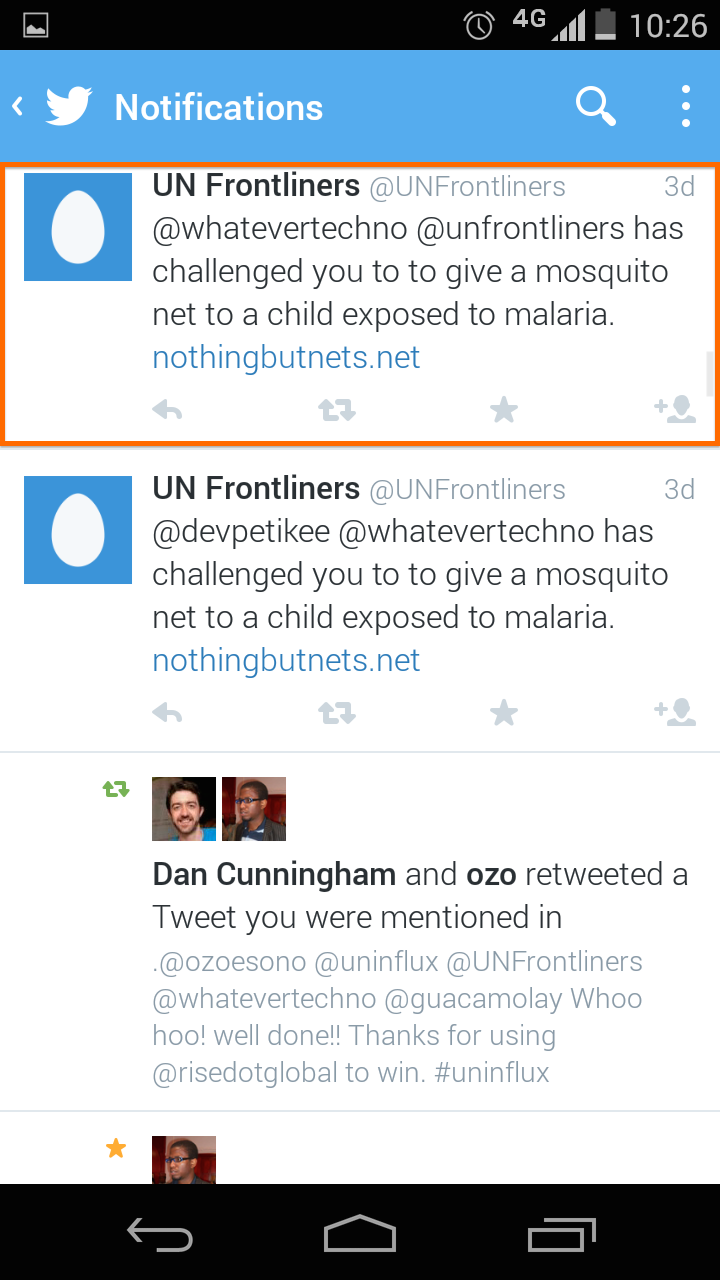 4G 10:26
Notifications
UN Frontliners @UNFrontliners 3d
@whatevertechno @unfrontliners has
challenged you to to give a mosquito
net to a child exposed to malaria.
nothingbutnets.net
UN Frontliners @UNFrontliners 3d
@devpetikee @whatevertechno has
challenged you to to give a mosquito
net to a child exposed to malaria.
nothingbutnets.net
Dan Cunningham and ozo retweeted a
Tweet you were mentioned in
.@ozoesono @uninflux @UNFrontliners
@whatevertechno @guacamolay Whoo
hoo! well done!! Thanks for using
@risedotglobal to win. #uninflux